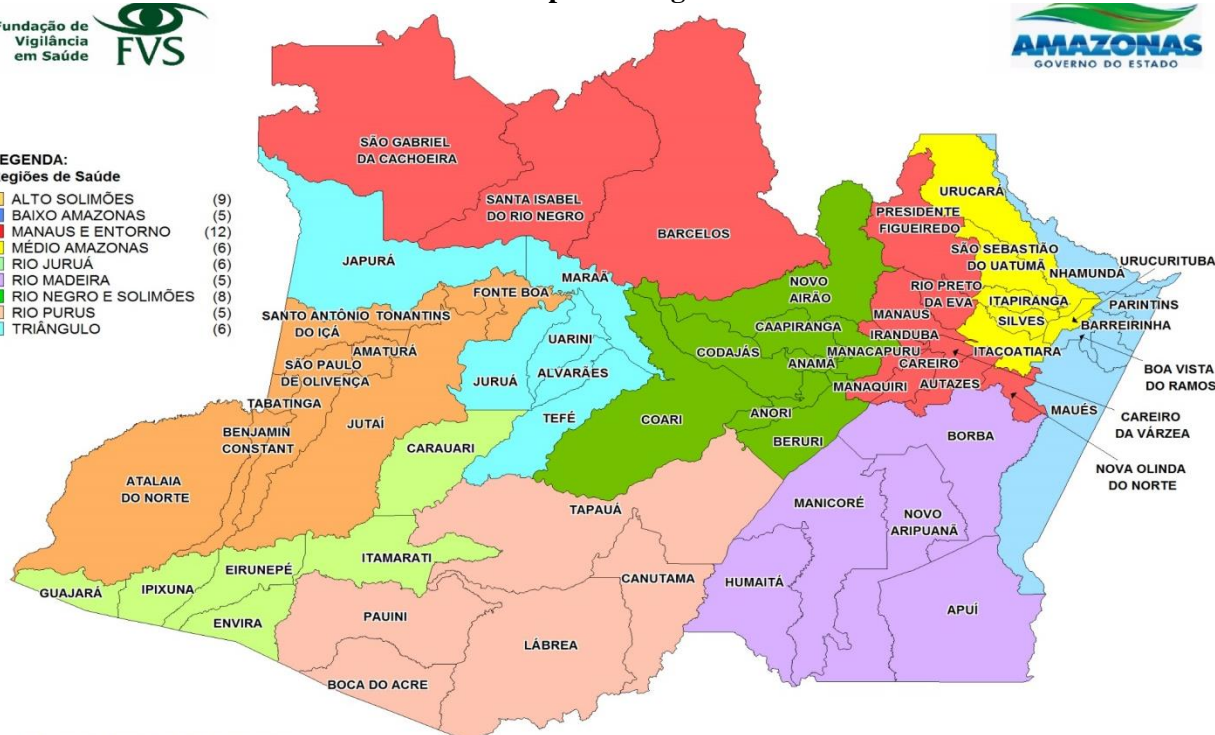 Fundação de
Vigilância
em Saúde
FVS
AMAZONAS
GOVERNO DO ESTADO
EGENDA:
Regiões de Saúde
ALTO SOLIMÕES (9)
BAIXO AMAZONAS (5)
MANAUS E ENTORNO (12)
MÉDIO AMAZONAS (6)
RIO JURUÁ (6)
RIO MADEIRA (5)
RIO NEGRO E SOLIMÕES (8)
RIO PURUS (5)
TRIÂNGULO (6)
SÃO GABRIEL
DA CACHOEIRA
SANTA ISABEL
DO RIO NEGRO
BARCELOS
URUCARÁ
PRESIDENTE
FIGUEIREDO
SÃO SEBASTIÃO
DO UATUMÃ
NHAMUNDÁ
URUCURITUBA
JAPURÁ
MARAÃ
NOVO
AIRÃO
RIO PRETO
DA EVA
ITAPIRANGA
PARINTINS
FONTE BOA
SANTO ANTÔNIO
DO IÇÁ
TONANTINS
MANAUS
SILVES
BARREIRINHA
CAAPIRANGA
IRANDUBA
UARINI
AMATURÁ
CODAJÁS
MANACAPURU
ITACOATIARA
SÃO PAULO
DE OLIVENÇA
ANAMÃ
CAREIRO
BOA VISTA
DO RAMOS
JURUÁ
ALVARÃES
MANAQUIRI
AUTAZES
TABATINGA
MAUÉS
BENJAMIN
CONSTANT
JUTAÍ
TEFÉ
COARI
ANORI
CAREIRO
DA VÁRZEA
BERURI
BORBA
CARAUARI
NOVA OLINDA
DO NORTE
ATALAIA
DO NORTE
MANICORÉ
TAPAUÁ
NOVO
ARIPUANÃ
ITAMARATI
EIRUNEPÉ
CANUTAMA
HUMAITÁ
GUAJARÁ
IPIXUNA
APUÍ
ENVIRA
PAUINI
LÁBREA
BOCA DO ACRE